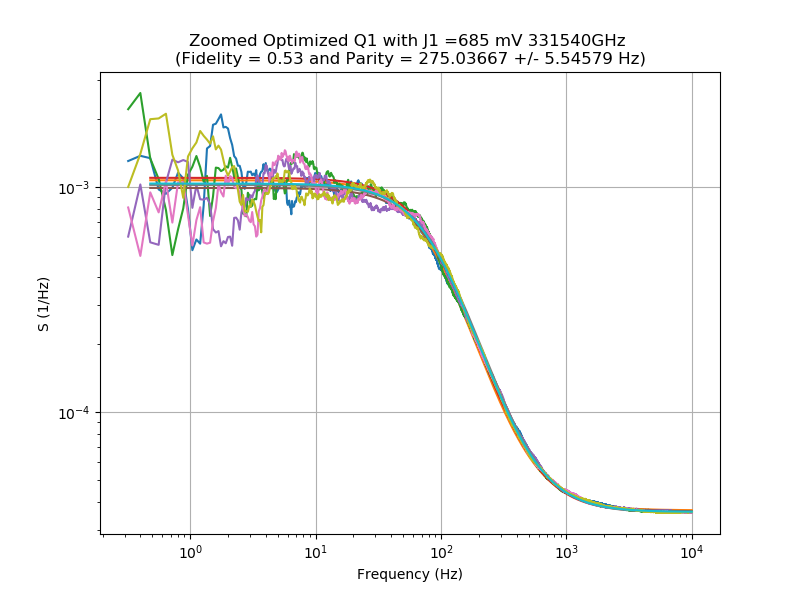 Zoomed Optimized Q1 with J1 =685 mV 331540GHz
(Fidelity = 0.53 and Parity = 275.03667 +/- 5.54579 Hz)
S (1/Hz)
10⁻³
10⁻⁴
10⁰ 10¹ 10² 10³ 10⁴
Frequency (Hz)